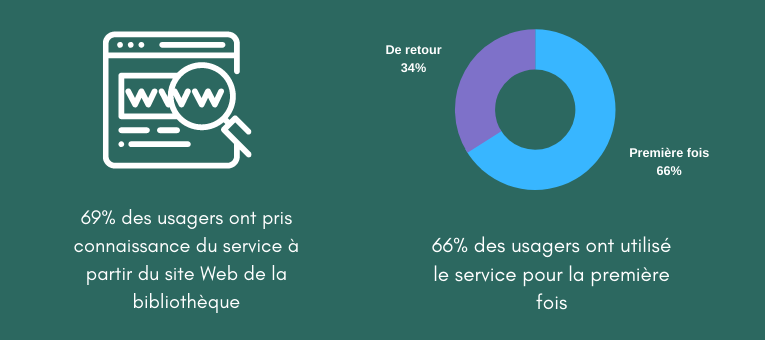 WWW
69% des usagers ont pris
connaissance du service à
partir du site Web de la
bibliothèque
De retour
34%
Première fois
66%
66% des usagers ont utilisé
le service pour la première
fois